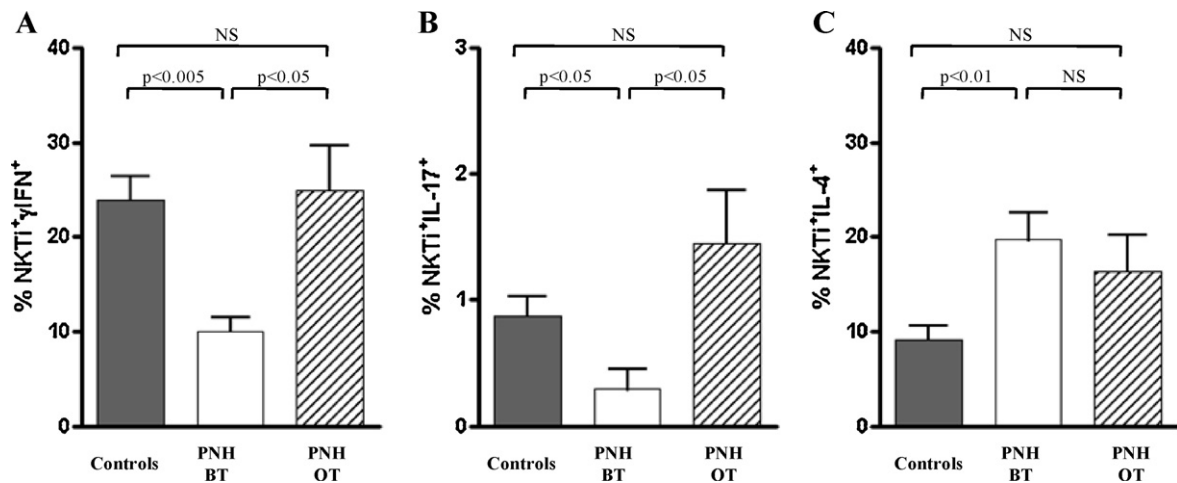 A
NS
p<0.005
p<0.05
40
30
20
10
0
% NKTi⁺γIFN⁺
Controls
PNH
BT
PNH
OT
B
NS
p<0.05
p<0.05
3
2
1
0
% NKTi⁺IL-17⁺
Controls
PNH
BT
PNH
OT
C
NS
p<0.01
NS
40
30
20
10
0
% NKTi⁺IL-4⁺
Controls
PNH
BT
PNH
OT